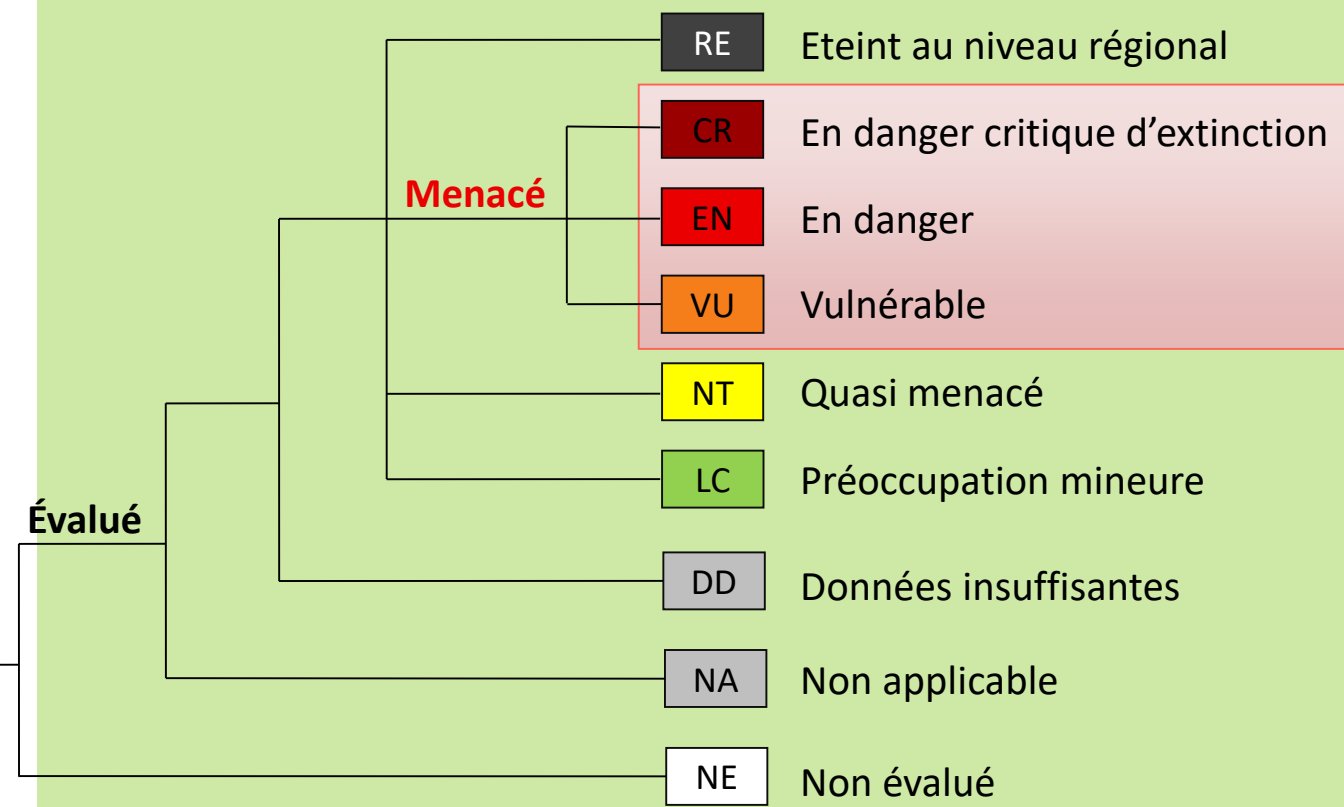 RE Eteint au niveau régional
CR En danger critique d’extinction
Menacé
EN En danger
VU Vulnérable
NT Quasi menacé
LC Préoccupation mineure
Évalué
DD Données insuffisantes
NA Non applicable
NE Non évalué